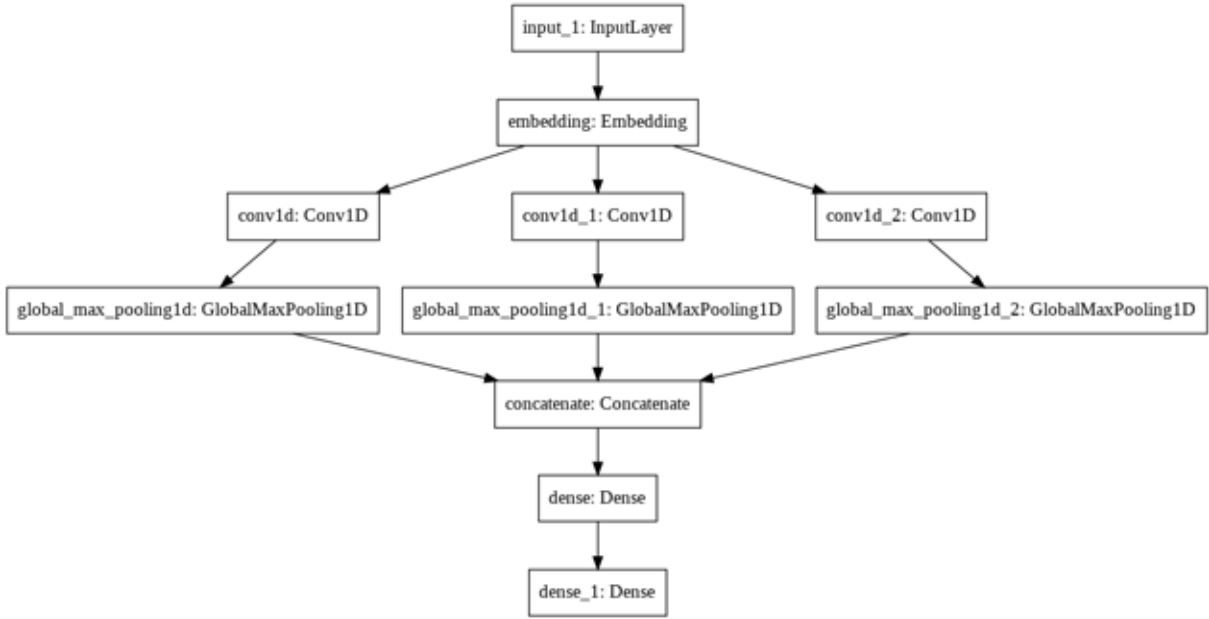 input_1: InputLayer
embedding: Embedding
conv1d: Conv1D
conv1d_1: Conv1D
conv1d_2: Conv1D
global_max_pooling1d: GlobalMaxPooling1D
global_max_pooling1d_1: GlobalMaxPooling1D
global_max_pooling1d_2: GlobalMaxPooling1D
concatenate: Concatenate
dense: Dense
dense_1: Dense